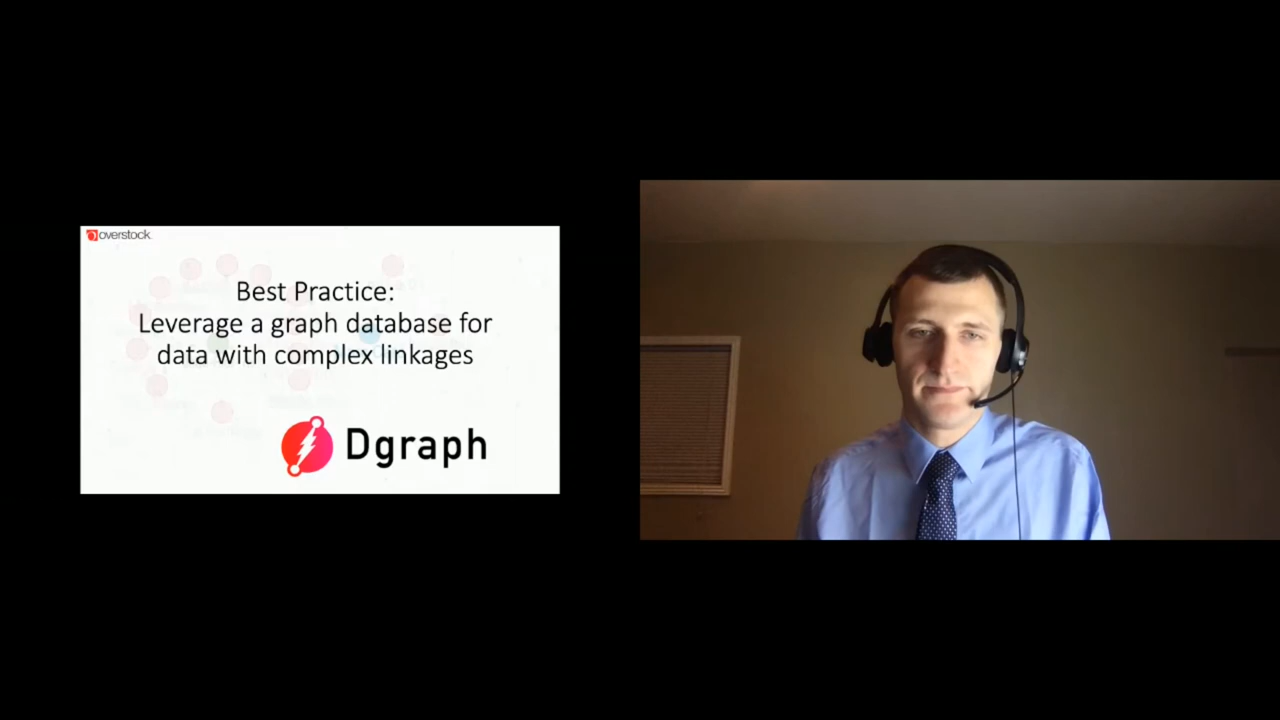 overstock.
Best Practice:
Leverage a graph database for
data with complex linkages
Dgraph